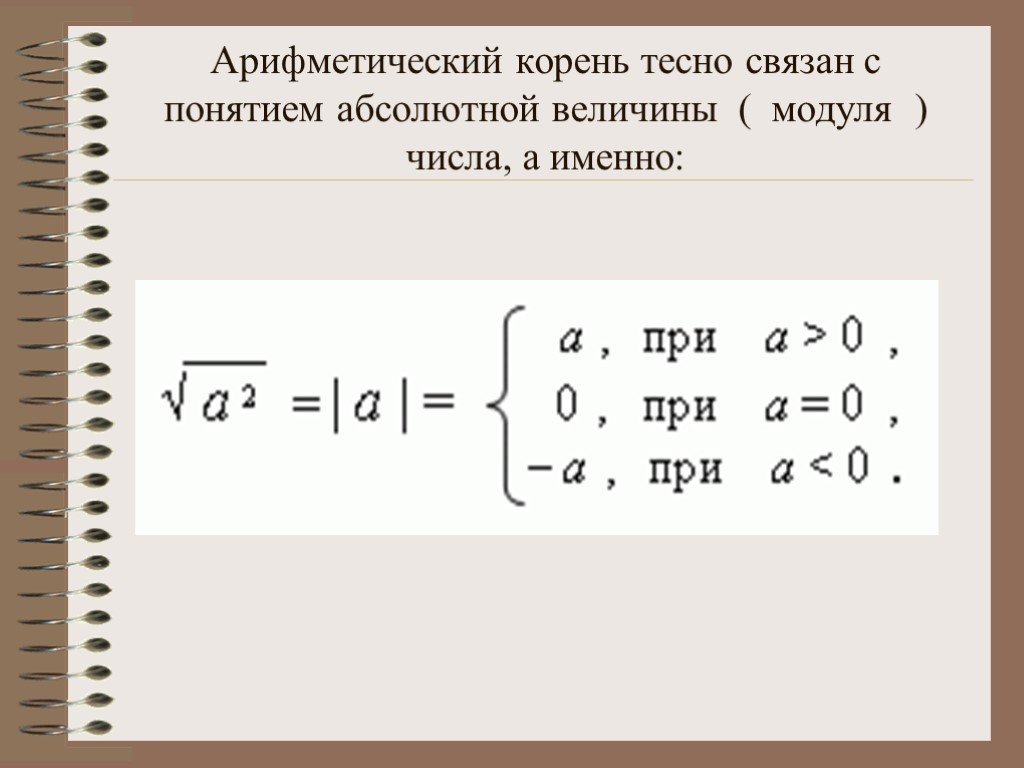 Арифметический корень тесно связан с
понятием абсолютной величины ( модуля )
числа, а именно:
a , при a > 0 ,
√a² = | a | = { 0 , при a = 0 ,
− a , при a < 0 .